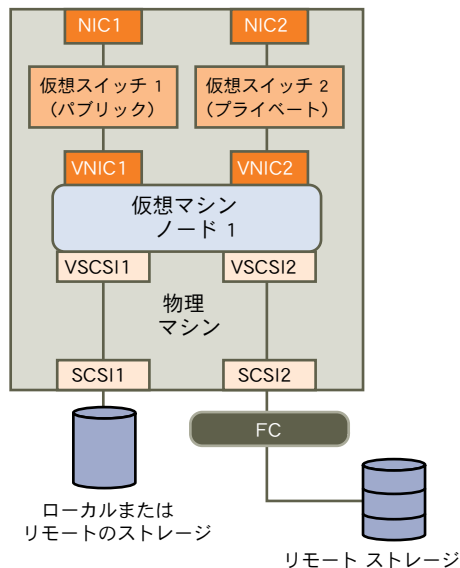 NIC1
NIC2
仮想スイッチ 1
（パブリック）
仮想スイッチ 2
（プライベート）
VNIC1
VNIC2
仮想マシン
ノード 1
VSCSI1
VSCSI2
物理
マシン
SCSI1
SCSI2
FC
ローカルまたは
リモートのストレージ
リモート ストレージ